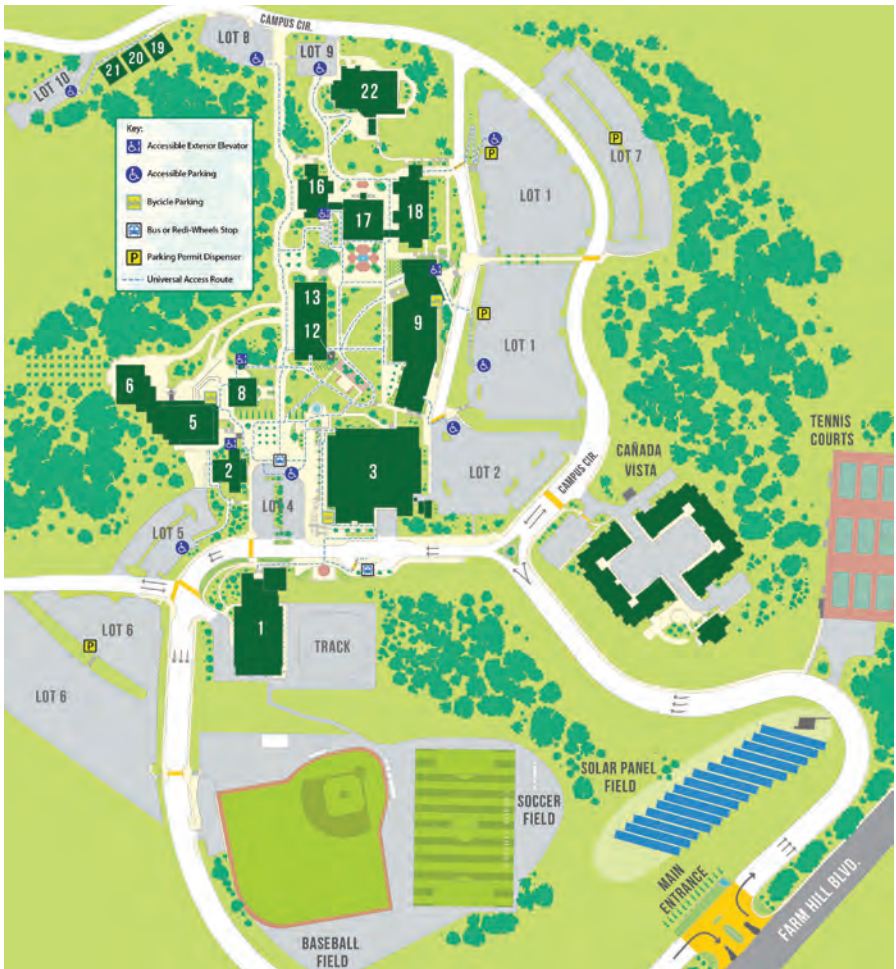 CAMPUS CIR.
LOT 8
LOT 9
LOT 10
21
20
19
22
Key:
Accessible Exterior Elevator
Accessible Parking
Bycicle Parking
Bus or Redi-Wheels Stop
P
Parking Permit Dispenser
Universal Access Route
P
P
LOT 7
LOT 1
16
17
18
13
12
9
P
LOT 1
6
5
8
2
3
LOT 2
CAMPUS CIR.
CAÑADA
VISTA
TENNIS
COURTS
LOT 4
LOT 5
1
TRACK
LOT 6
P
LOT 6
SOLAR PANEL
FIELD
SOCCER
FIELD
BASEBALL
FIELD
MAIN
ENTRANCE
FARM HILL BLVD.